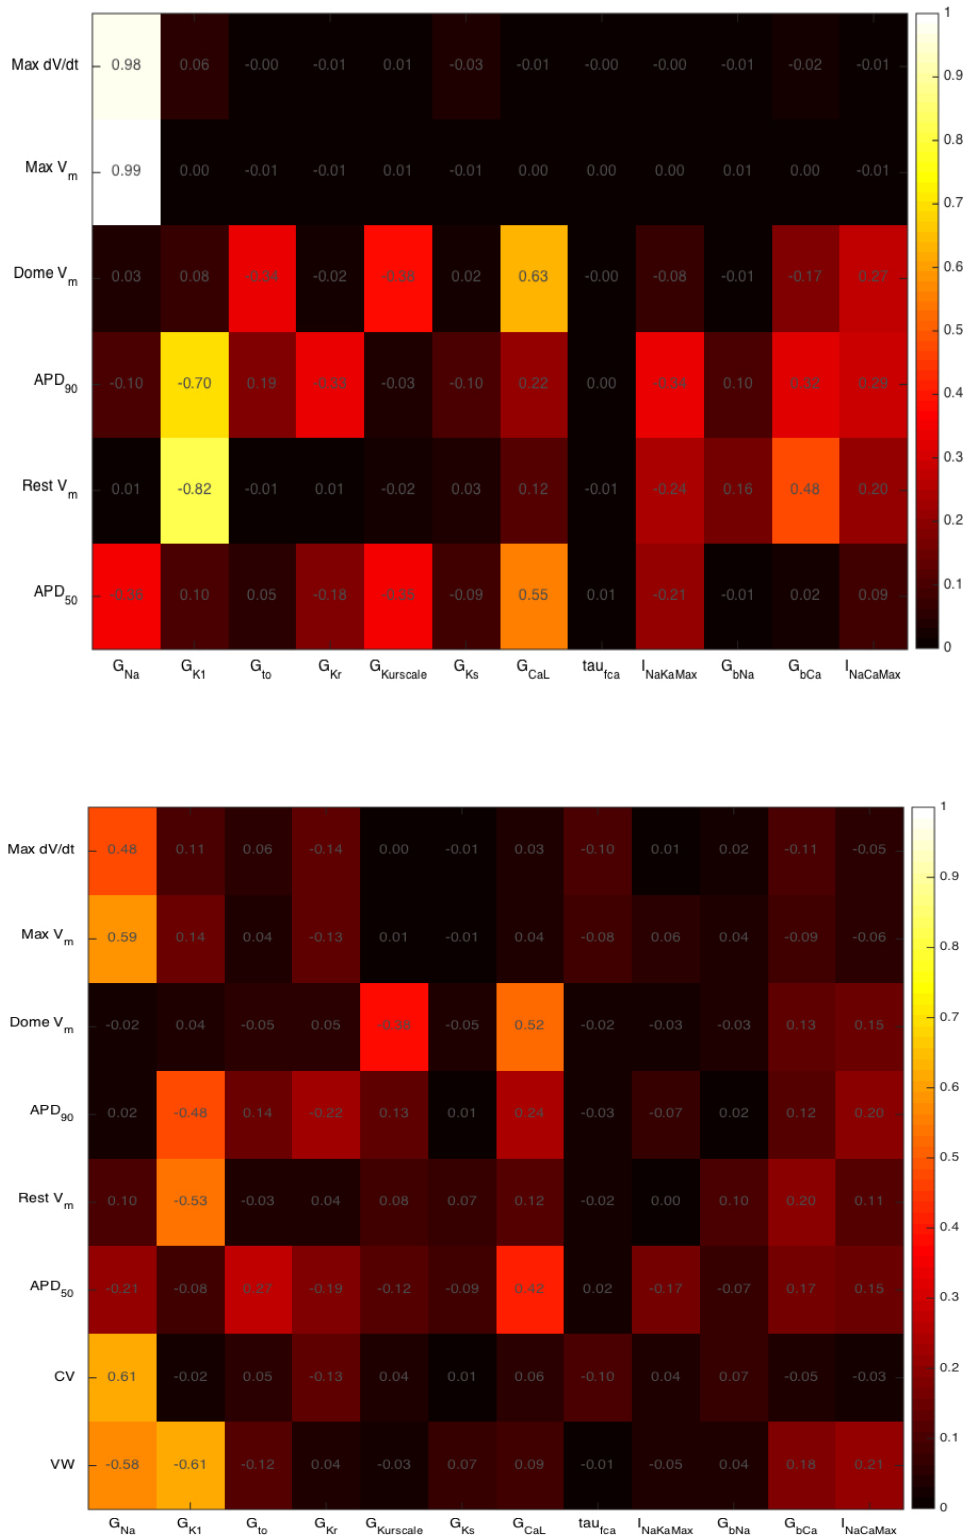 Max dV/dt 0.98 0.06 -0.00 -0.01 0.01 -0.03 -0.01 -0.00 -0.00 -0.01 -0.02 -0.01
Max Vm 0.99 0.00 -0.01 -0.01 0.01 -0.01 0.00 0.00 0.00 -0.01 0.00 -0.01
Dome Vm 0.03 0.08 -0.34 -0.02 -0.38 0.02 0.63 -0.00 -0.08 -0.01 -0.17 0.27
APD90 -0.10 -0.70 0.19 -0.33 -0.03 -0.10 0.22 0.00 -0.34 0.10 0.32 0.29
Rest Vm 0.01 -0.82 -0.01 0.01 -0.02 0.03 0.12 -0.01 -0.24 0.16 0.48 0.20
APD50 -0.36 0.10 0.05 -0.18 -0.09 0.55 0.01 -0.21 -0.01 0.02 0.09
GNa GK1 Gto GKr GKurscale GKs GCaL taufca INaKaMax GbNa GbCa INaCaMax
1
0.9
0.8
0.7
0.6
0.5
0.4
0.3
0.2
0.1
0
Max dV/dt 0.48 0.11 0.06 -0.14 0.00 -0.01 0.03 -0.10 0.01 0.02 -0.11 -0.05
Max Vm 0.59 0.14 0.04 -0.13 0.01 -0.01 0.04 -0.08 0.06 0.04 -0.09 -0.06
Dome Vm -0.02 0.04 -0.05 0.05 -0.38 -0.05 0.52 -0.02 -0.03 -0.03 0.13 0.15
APD90 0.02 -0.48 0.14 -0.22 0.13 0.01 0.24 -0.03 -0.07 0.02 0.12 0.20
Rest Vm 0.10 -0.53 -0.03 0.04 0.08 0.07 0.12 -0.02 0.00 0.10 0.20 0.11
APD50 -0.21 -0.08 0.27 -0.19 -0.12 -0.09 0.42 0.02 -0.17 -0.07 0.17 0.15
CV 0.61 -0.02 0.05 -0.13 0.04 0.01 0.06 -0.10 0.04 0.07 -0.05 -0.03
VW -0.58 -0.61 -0.12 0.04 -0.03 0.07 0.09 -0.01 -0.05 0.04 0.18 0.21
GNa GK1 Gto GKr GKurscale GKs GCaL taufca INaKaMax GbNa GbCa INaCaMax
1
0.9
0.8
0.7
0.6
0.5
0.4
0.3
0.2
0.1
0